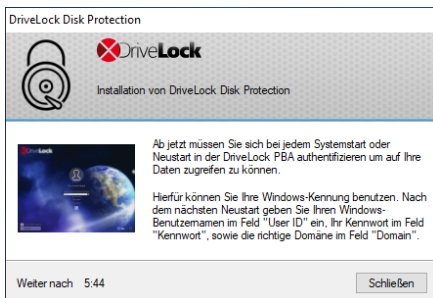 DriveLock Disk Protection
DriveLock
Installation von DriveLock Disk Protection
DriveLock
Ab jetzt müssen Sie sich bei jedem Systemstart oder
Neustart in der DriveLock PBA authentifizieren um auf Ihre
Daten zugreifen zu können.
Hierfür können Sie Ihre Windows-Kennung benutzen. Nach
dem nächsten Neustart geben Sie Ihren Windows-
Benutzernamen im Feld "User ID" ein, Ihr Kennwort im Feld
"Kennwort", sowie die richtige Domäne im Feld "Domain".
Weiter nach 5:44
Schließen